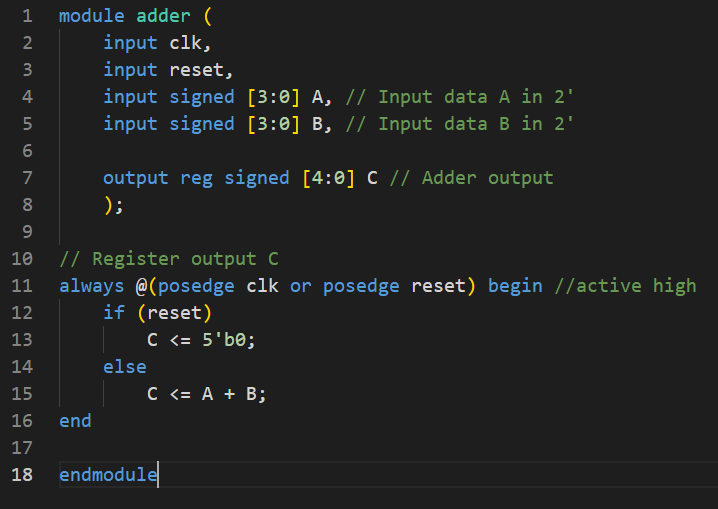 1 module adder (
2     input clk,
3     input reset,
4     input signed [3:0] A, // Input data A in 2'
5     input signed [3:0] B, // Input data B in 2'
6
7     output reg signed [4:0] C // Adder output
8     );
9
10 // Register output C
11 always @(posedge clk or posedge reset) begin //active high
12     if (reset)
13         C <= 5'b0;
14     else
15         C <= A + B;
16 end
17
18 endmodule